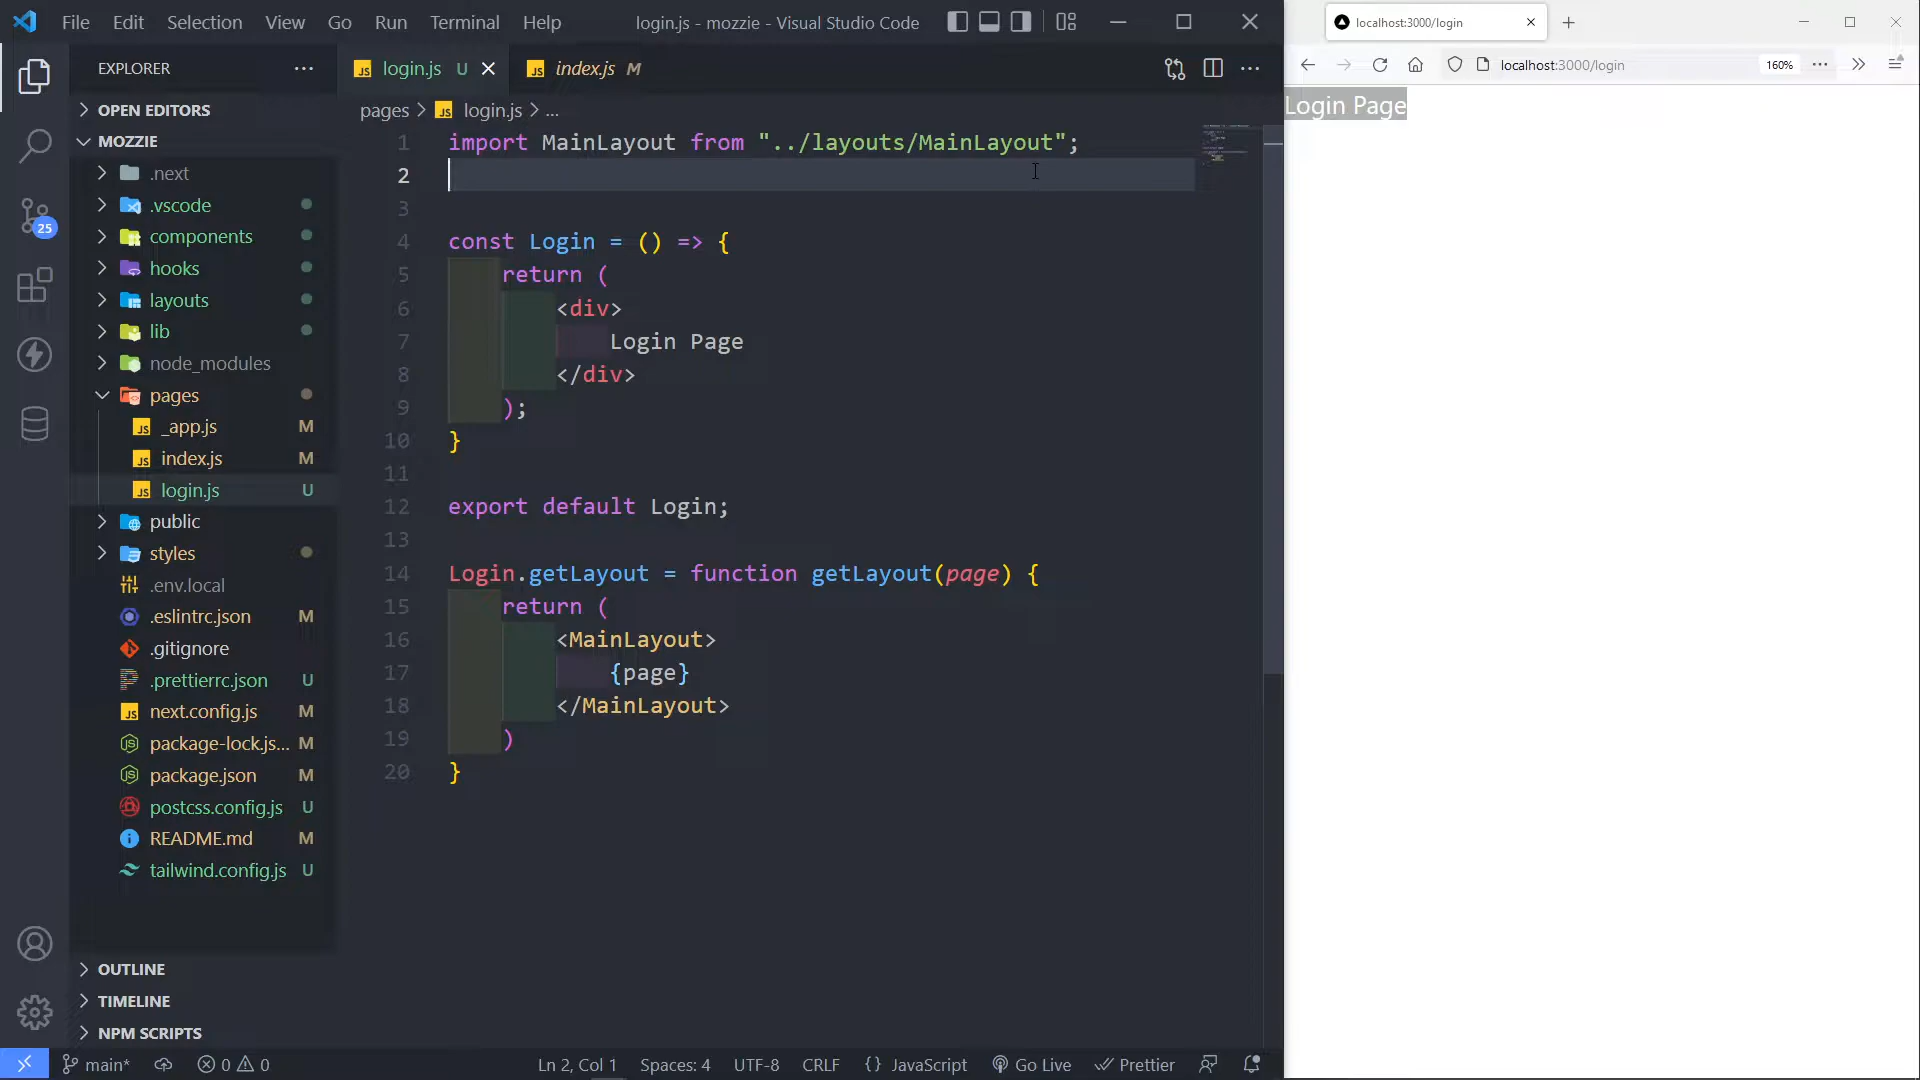 File Edit Selection View Go Run Terminal Help
login.js - mozzie - Visual Studio Code
EXPLORER
OPEN EDITORS
MOZZIE
.next
.vscode
components
hooks
layouts
lib
node_modules
pages
_app.js M
index.js M
login.js U
public
styles
.env.local
.eslintrc.json M
.gitignore
.prettierrc.json U
next.config.js M
package-lock.js... M
package.json M
postcss.config.js U
README.md M
tailwind.config.js U
OUTLINE
TIMELINE
NPM SCRIPTS
25
login.js U
index.js M
pages > login.js > ...
1 import MainLayout from "../layouts/MainLayout";
2
3
4 const Login = () => {
5 return (
6 <div>
7 Login Page
8 </div>
9 );
10 }
11
12 export default Login;
13
14 Login.getLayout = function getLayout(page) {
15 return (
16 <MainLayout>
17 {page}
18 </MainLayout>
19 )
20 }
main* 0 0 Ln 2, Col 1 Spaces: 4 UTF-8 CRLF {} JavaScript Go Live Prettier
localhost:3000/login
localhost:3000/login 160%
Login Page